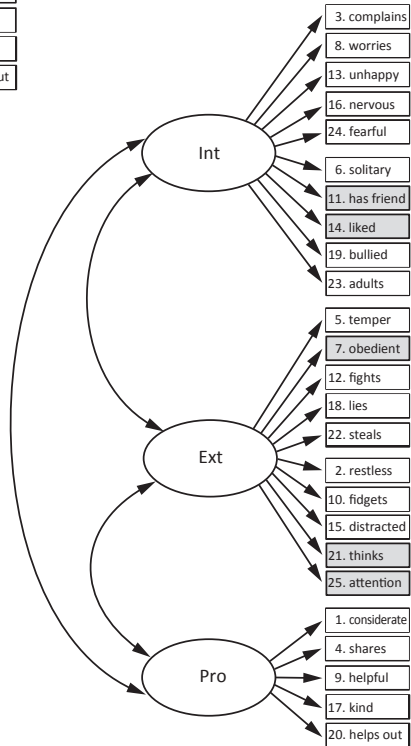 ut
3. complains
8. worries
13. unhappy
16. nervous
24. fearful
Int
6. solitary
11. has friend
14. liked
19. bullied
23. adults
5. temper
7. obedient
12. fights
18. lies
22. steals
Ext
2. restless
10. fidgets
15. distracted
21. thinks
25. attention
1. considerate
4. shares
9. helpful
Pro
17. kind
20. helps out